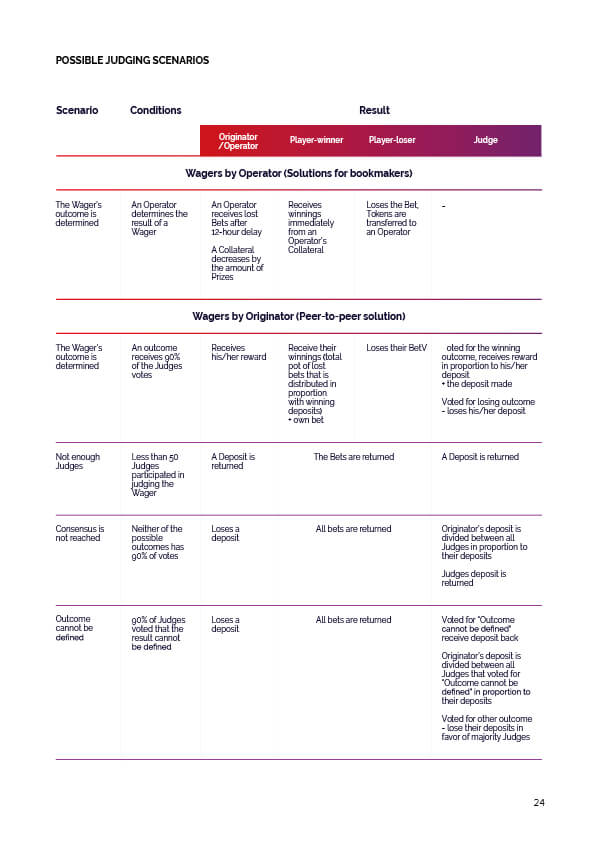 POSSIBLE JUDGING SCENARIOS
Scenario
Conditions
Result
Originator
/Operator
Player-winner
Player-loser
Judge
Wagers by Operator (Solutions for bookmakers)
The Wager's
outcome is
determined
An Operator
determines the
result of a
Wager
An Operator
receives lost
Bets after
12-hour delay
A Collateral
decreases by
the amount of
Prizes
Receives
winnings
immediately
from an
Operator's
Collateral
Loses the Bet,
Tokens are
transferred to
an Operator
–
Wagers by Originator (Peer-to-peer solution)
The Wager's
outcome is
determined
An outcome
receives 90%
of the Judges
votes
Receives
his/her reward
Receive their
winnings (total
pot of lost
bets that is
distributed in
proportion
with winning
deposits)
+ own bet
Loses their BetV
oted for the winning
outcome, receives reward
in proportion to his/her
deposit
+ the deposit made
Voted for losing outcome
– loses his/her deposit
Not enough
Judges
Less than 50
Judges
participated in
judging the
Wager
A Deposit is
returned
The Bets are returned
A Deposit is returned
Consensus is
not reached
Neither of the
possible
outcomes has
90% of votes
Loses a
deposit
All bets are returned
Originator's deposit is
divided between all
Judges in proportion to
their deposits
Judges deposit is
returned
Outcome
cannot be
defined
90% of Judges
voted that the
result cannot
be defined
Loses a
deposit
All bets are returned
Voted for "Outcome
cannot be defined"
receive deposit back
Originator's deposit is
divided between all
Judges that voted for
"Outcome cannot be
defined" in proportion to
their deposits
Voted for other outcome
– lose their deposits in
favor of majority Judges
24